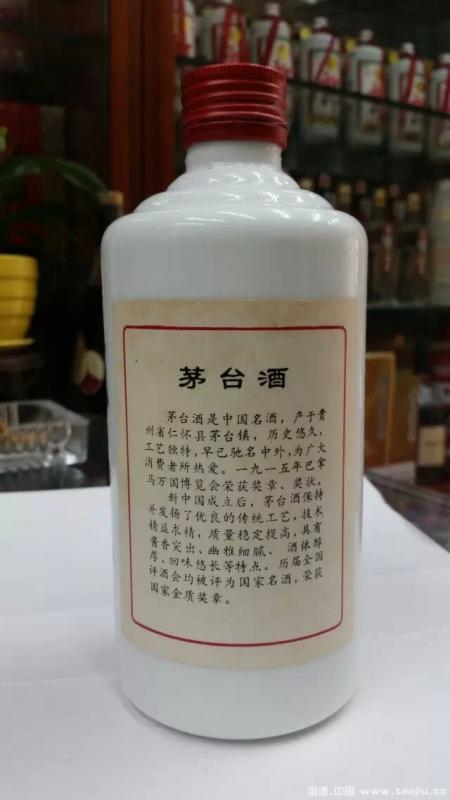 茅台酒
茅台酒是中国名酒，产于贵
州省仁怀县茅台镇，历史悠久，
工艺独特，早已驰名中外，为广大
消费者所热爱。一九一五年巴拿
马万国博览会荣获奖章、奖状。
新中国成立后，茅台酒保持
并发扬了优良的传统工艺，技术
精益求精，质量稳定提高，具有
酱香突出、幽雅细腻、酒体醇
厚、回味悠长等特点。历届全国
评酒会均被评为国家名酒，荣获
国家金质奖章。
淘酒.中国 www.taojiu.cc